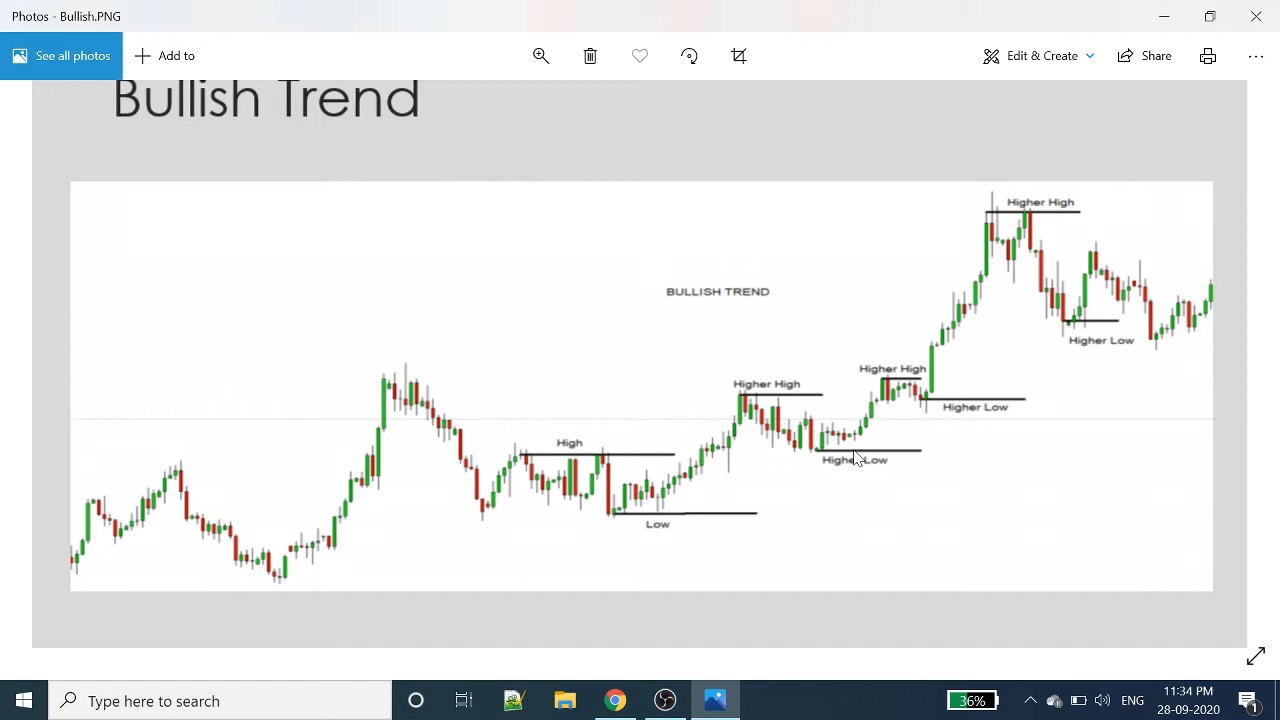 Photos - Bullish.PNG
See all photos
Add to
Edit & Create
Share
Bullish Trend
Higher High
BULLISH TREND
Higher Low
Higher High
Higher High
Higher Low
High
Higher Low
Low
Type here to search
36%
ENG
11:34 PM
28-09-2020
1